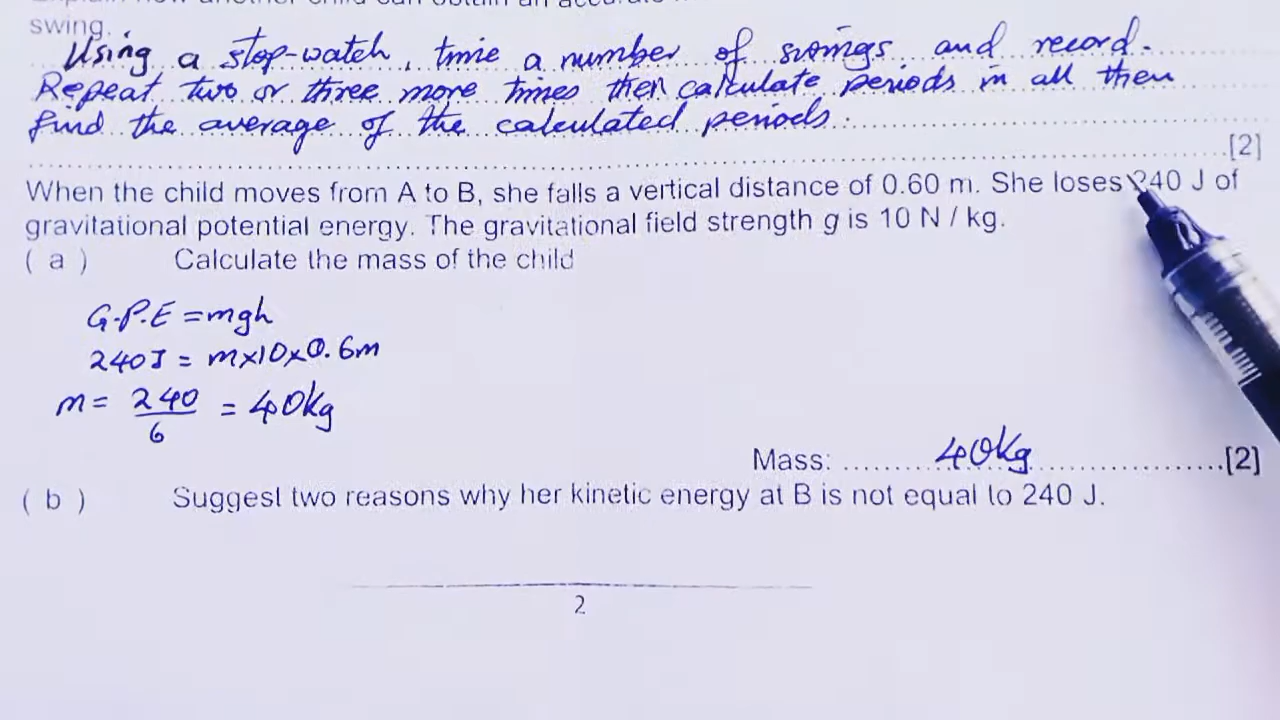 swing.
Using a stop-watch, time a number of swings and record.
Repeat two or three more times then calculate periods in all then
find the average of the calculated periods.
[2]
When the child moves from A to B, she falls a vertical distance of 0.60 m. She loses 240 J of
gravitational potential energy. The gravitational field strength g is 10 N / kg.
( a ) Calculate the mass of the child
G.P.E = mgh
240J = m×10×0.6m
m = 240/6 = 40kg
Mass: 40kg [2]
( b ) Suggest two reasons why her kinetic energy at B is not equal to 240 J.
2